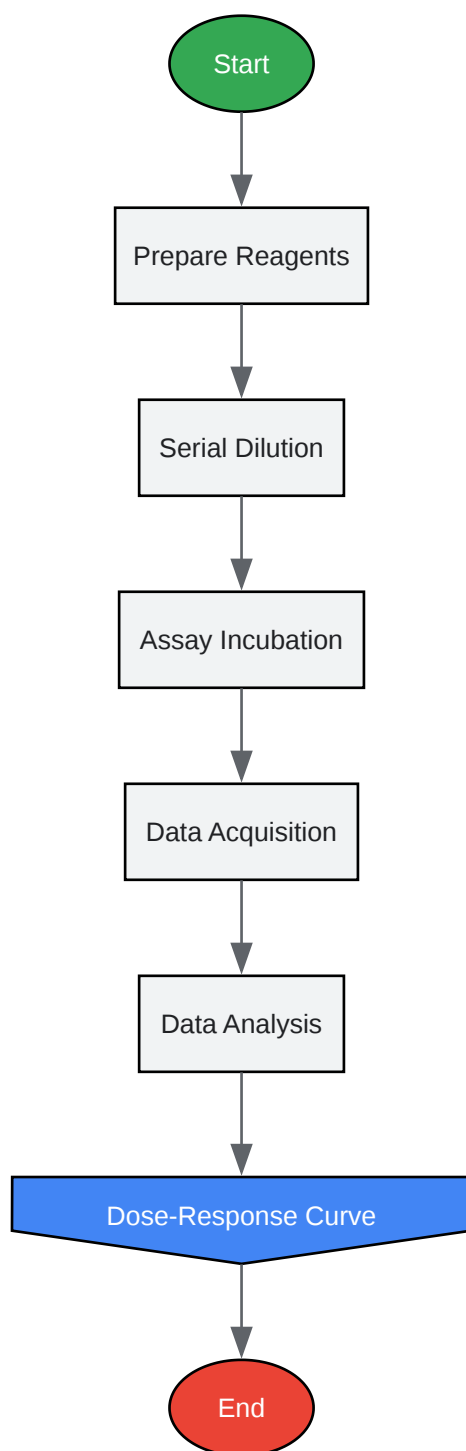 Start
Prepare Reagents
Serial Dilution
Assay Incubation
Data Acquisition
Data Analysis
Dose-Response Curve
End